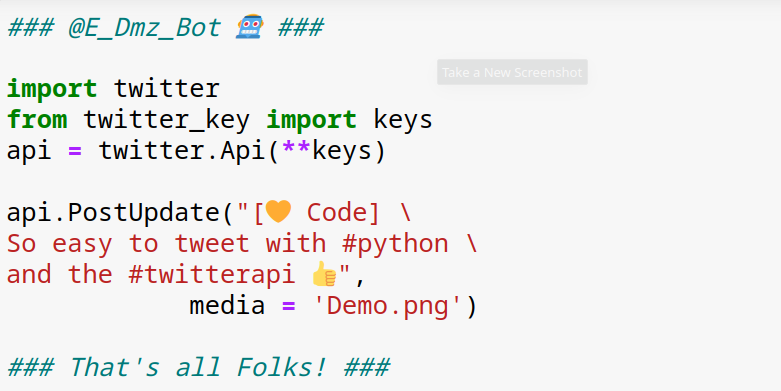 ### @E_Dmz_Bot 🤖 ###
Take a New Screenshot
import twitter
from twitter_key import keys
api = twitter.Api(**keys)
api.PostUpdate("[🧡 Code] \
So easy to tweet with #python \
and the #twitterapi 👍",
            media = 'Demo.png')
### That's all Folks! ###